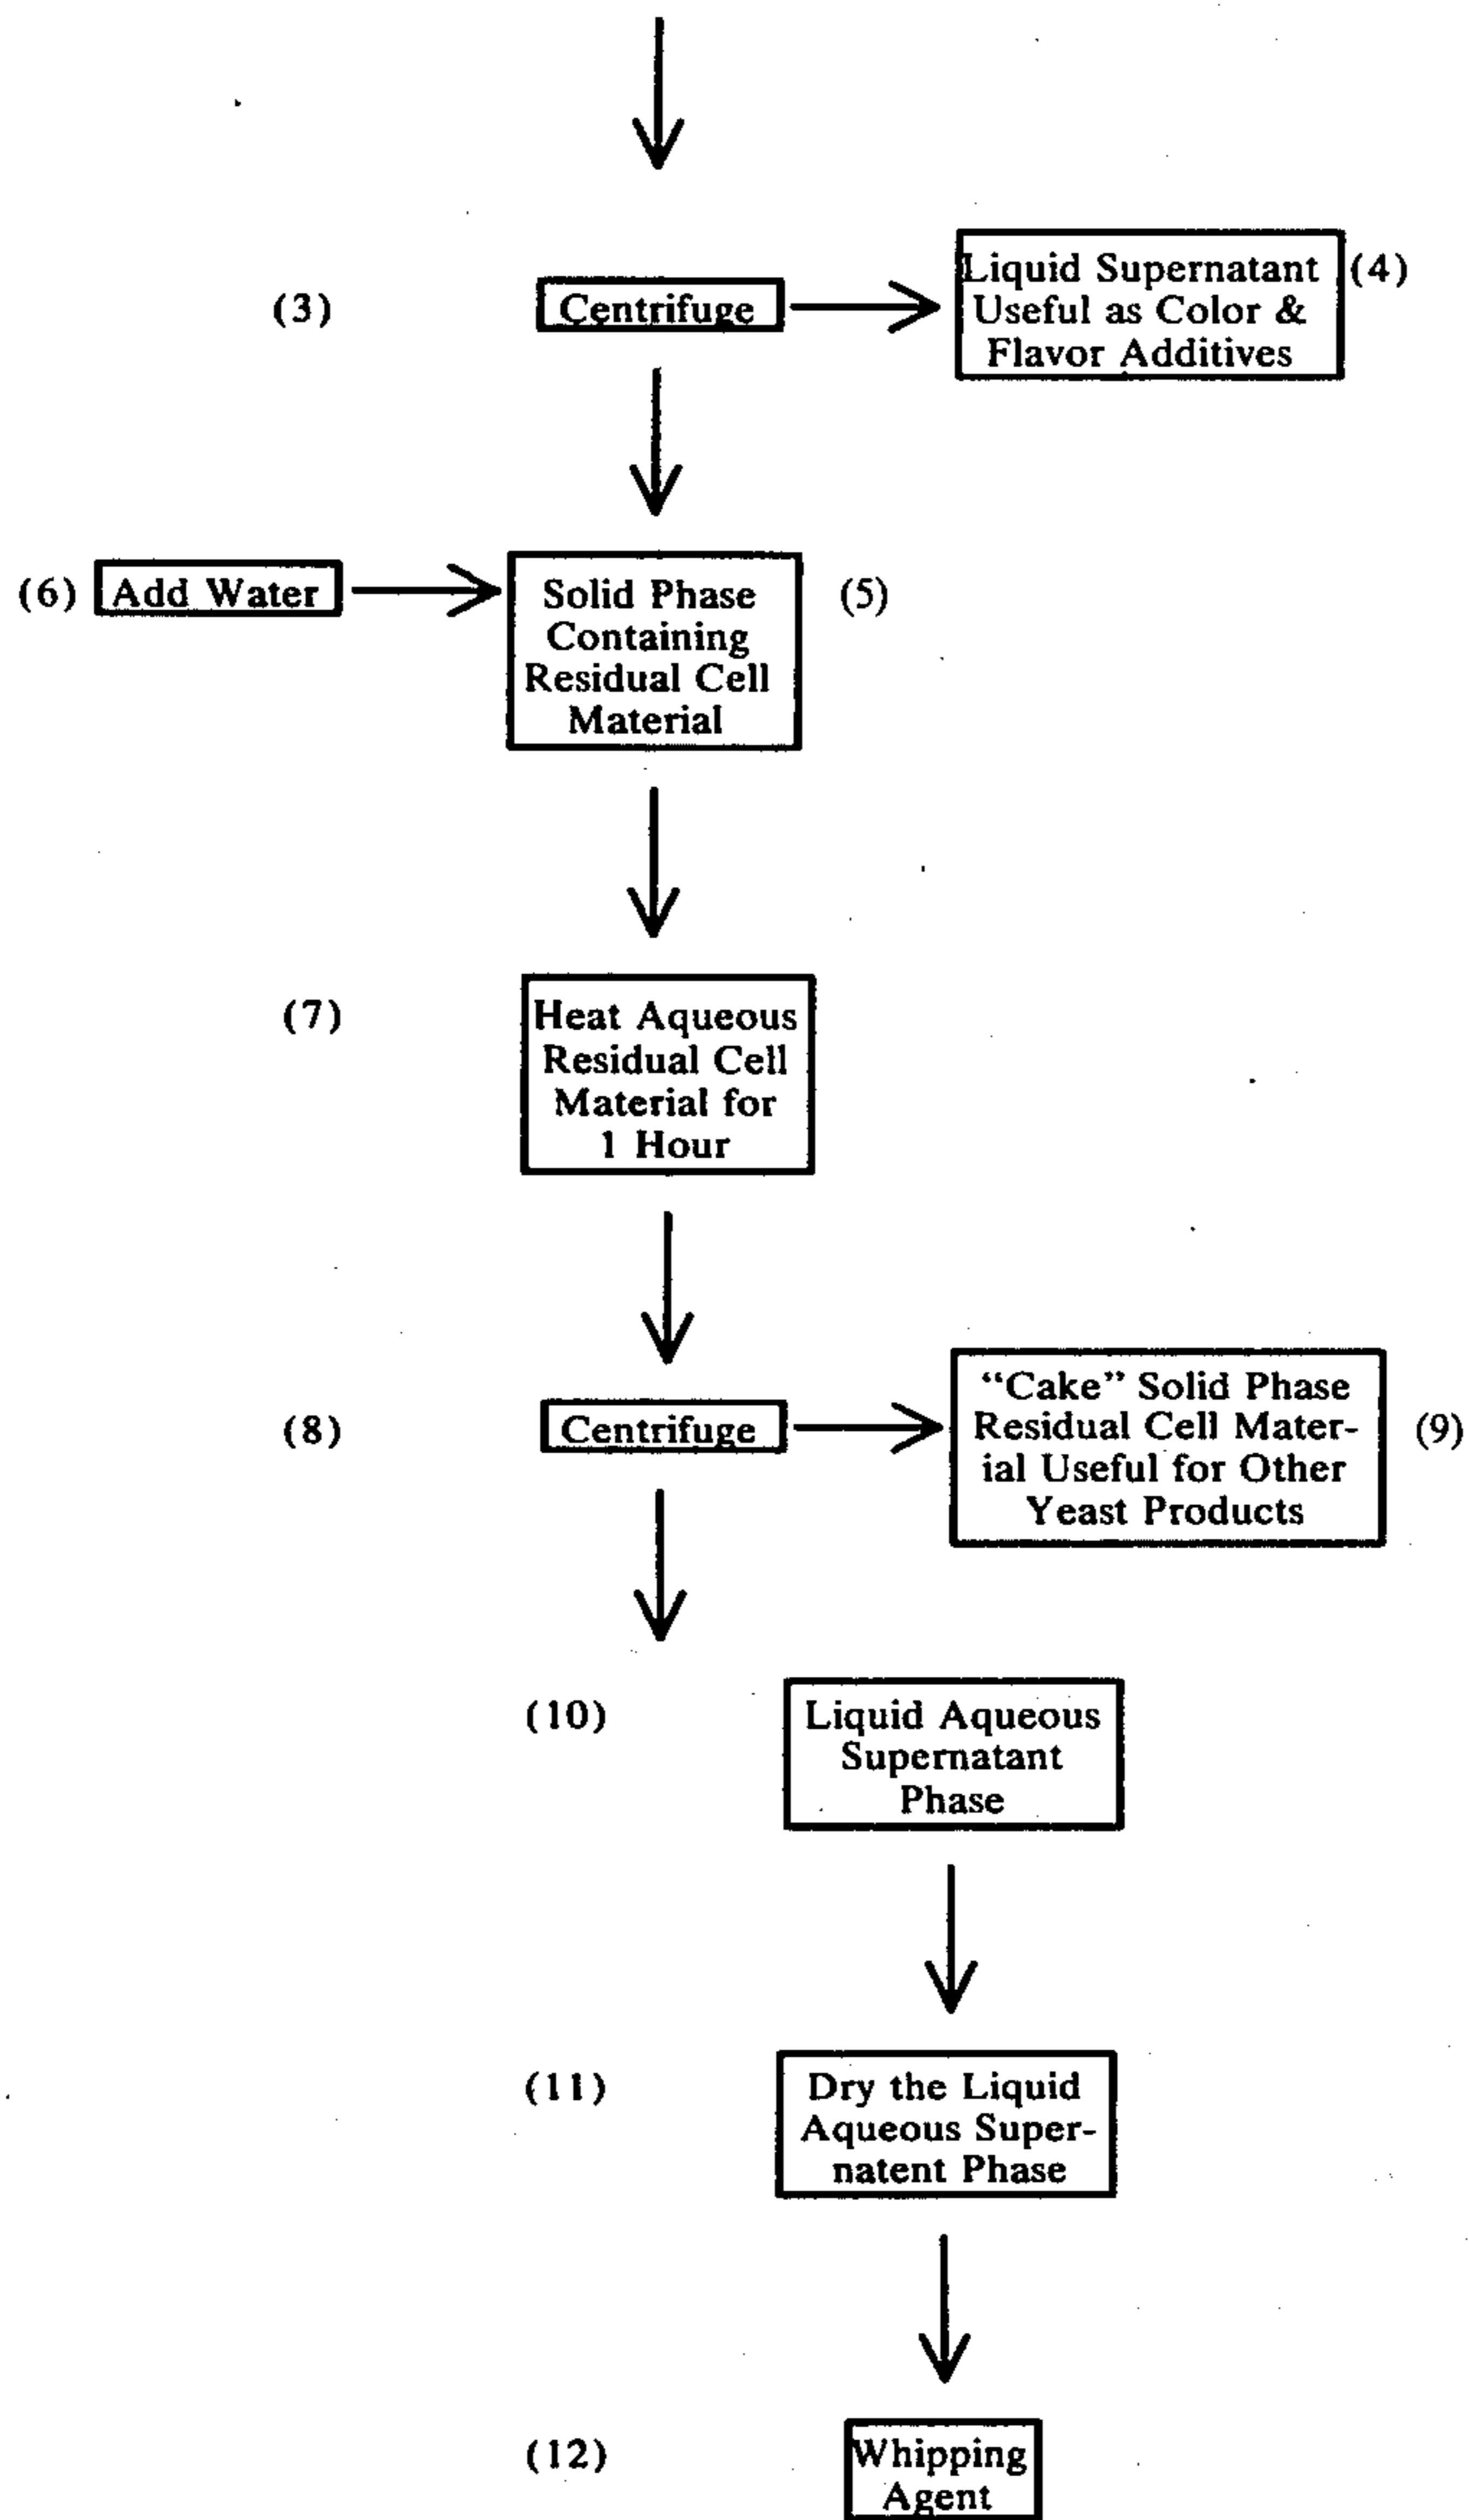 (3)
Centrifuge
Liquid Supernatant
Useful as Color &
Flavor Additives
(4)
(6)
Add Water
Solid Phase
Containing
Residual Cell
Material
(5)
(7)
Heat Aqueous
Residual Cell
Material for
1 Hour
(8)
Centrifuge
“Cake” Solid Phase
Residual Cell Mater-
ial Useful for Other
Yeast Products
(9)
(10)
Liquid Aqueous
Supernatant
Phase
(11)
Dry the Liquid
Aqueous Super-
natent Phase
(12)
Whipping
Agent